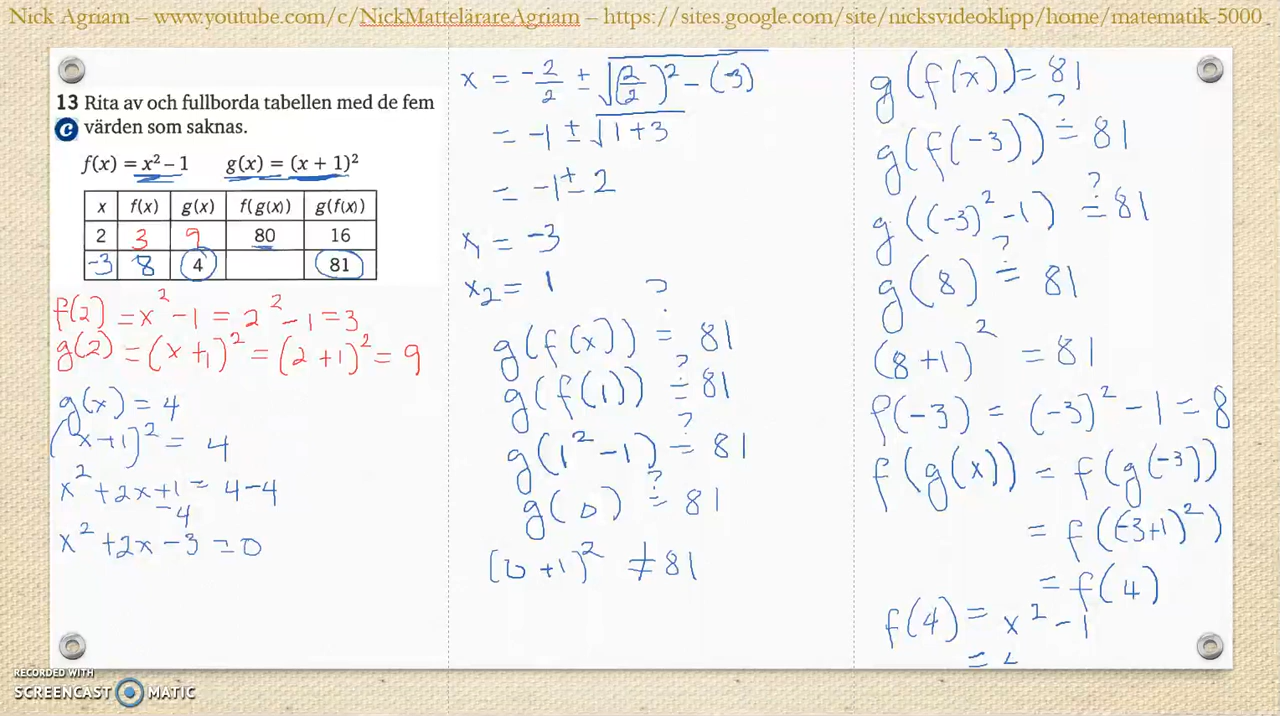 Nick Agriam – www.youtube.com/c/NickMattelärareAgriam – https://sites.google.com/site/nicksvideoklipp/home/matematik-5000
13 Rita av och fullborda tabellen med de fem
C värden som saknas.
f(x) = x² – 1 g(x) = (x + 1)²
x f(x) g(x) f(g(x)) g(f(x))
2 3 9 80 16
-3 8 4 81
f(2) = x² - 1 = 2² - 1 = 3
g(2) = (x + 1)² = (2 + 1)² = 9
g(x) = 4
(x+1)² = 4
x² + 2x + 1 = 4 - 4
- 4
x² + 2x - 3 = 0
x = -2/2 ± √(2/2)² - (-3)
= -1 ± √1+3
= -1 ± 2
x₁ = -3
x₂ = 1
?
g(f(x)) = 81
?
g(f(1)) = 81
?
g(1² - 1) = 81
?
g(0) = 81
(0 + 1)² ≠ 81
g(f(x)) = 81
?
g(f(-3)) = 81
?
g((-3)² - 1) = 81
?
g(8) = 81
(8 + 1)² = 81
f(-3) = (-3)² - 1 = 8
f(g(x)) = f(g(-3))
= f((-3+1)²)
= f(4)
f(4) = x² - 1
=
RECORDED WITH
SCREENCAST MATIC